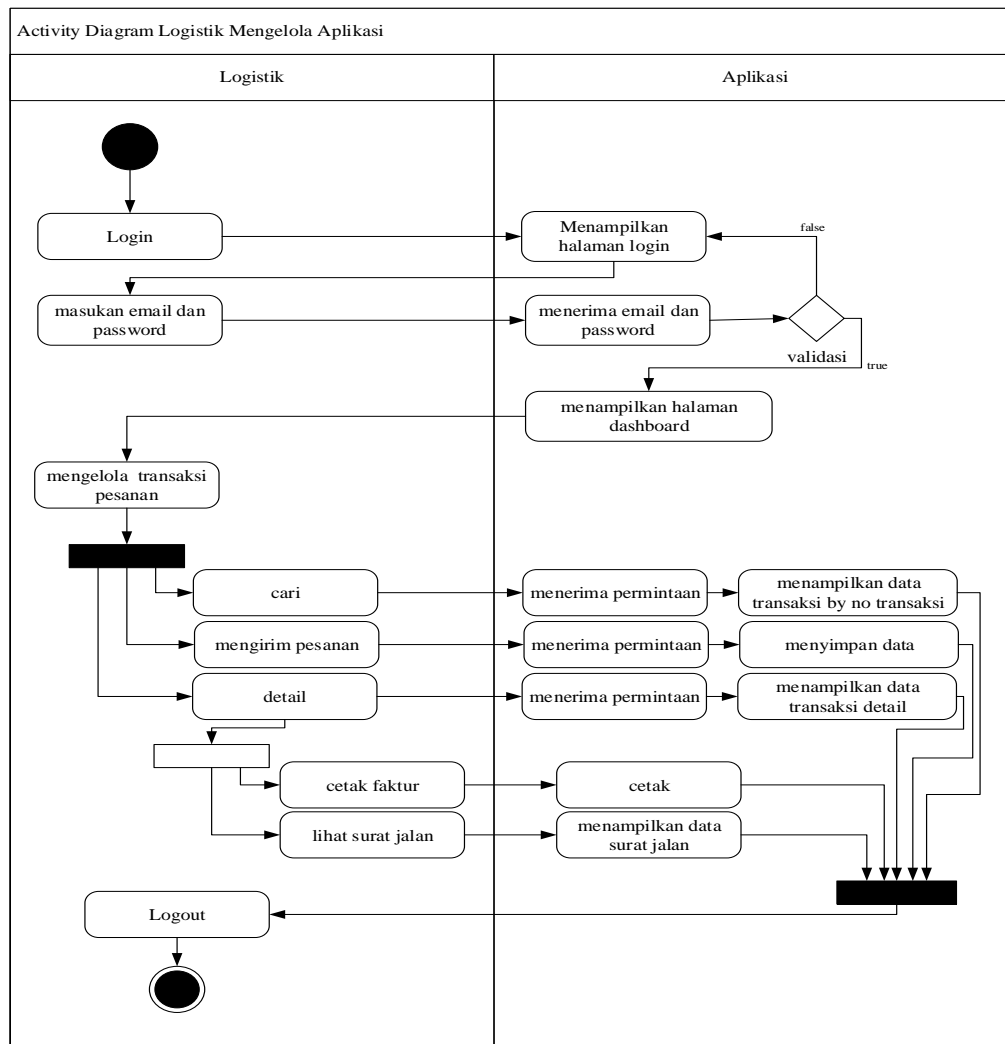 Activity Diagram Logistik Mengelola Aplikasi
Logistik
Aplikasi
Login
Menampilkan
halaman login
false
masukan email dan
password
menerima email dan
password
validasi
true
menampilkan halaman
dashboard
mengelola transaksi
pesanan
cari
menerima permintaan
menampilkan data
transaksi by no transaksi
mengirim pesanan
menerima permintaan
menyimpan data
detail
menerima permintaan
menampilkan data
transaksi detail
cetak faktur
cetak
lihat surat jalan
menampilkan data
surat jalan
Logout